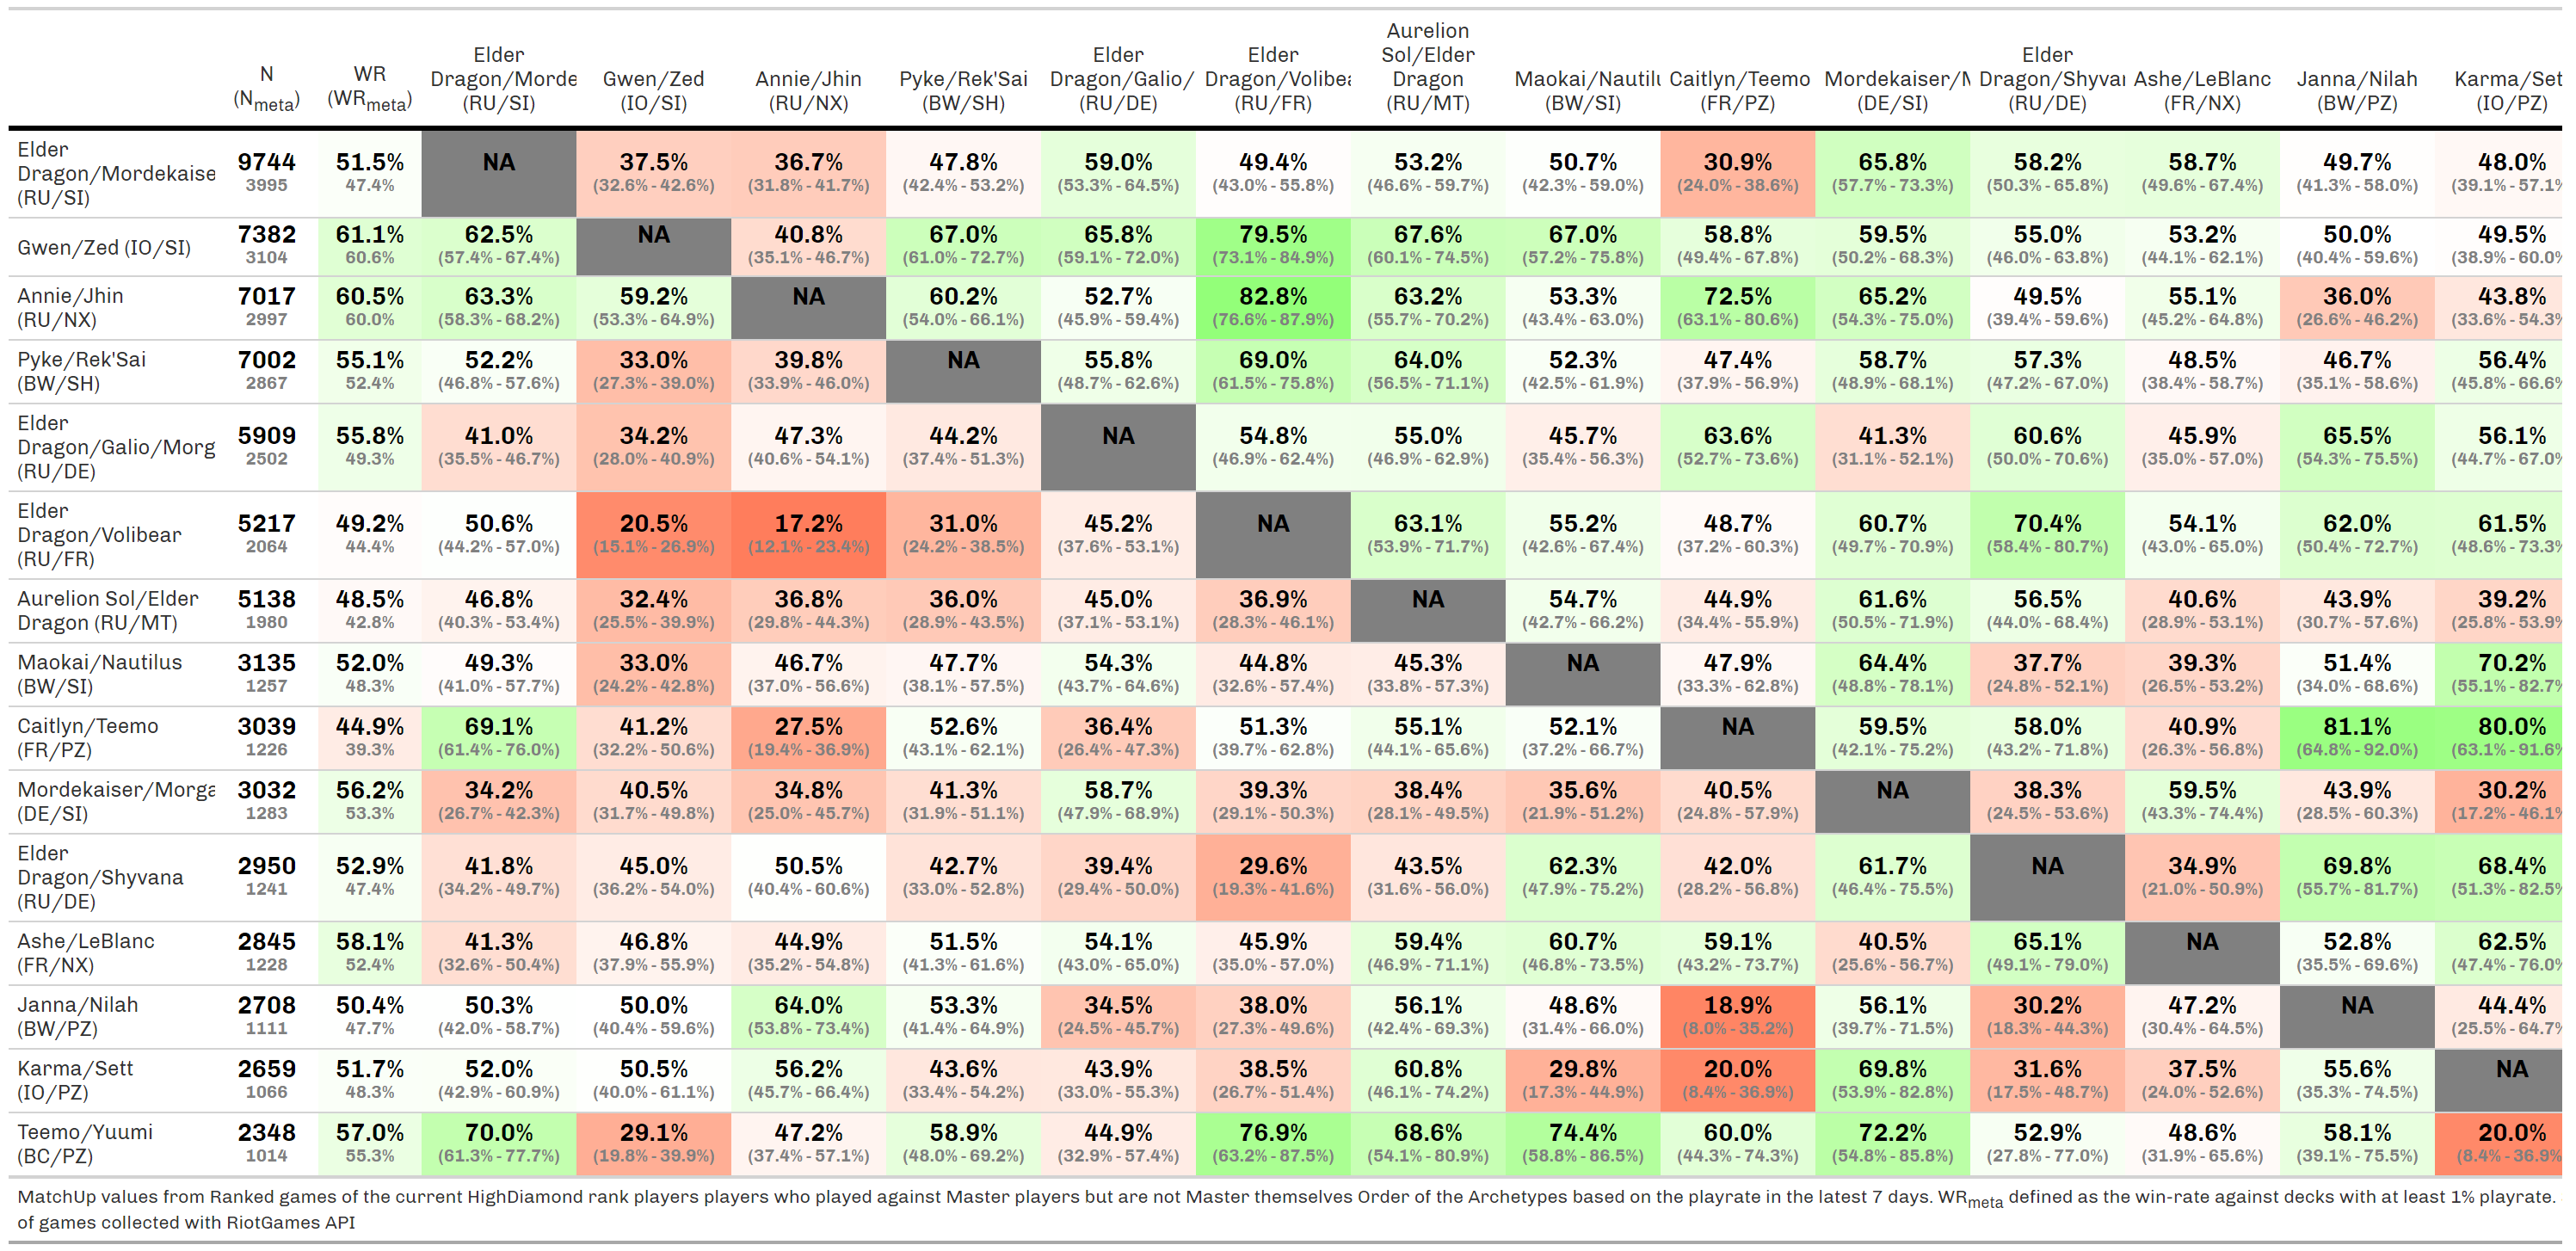 N (Nmeta) WR (WRmeta) Elder Dragon/Morde (RU/SI) Gwen/Zed (IO/SI) Annie/Jhin (RU/NX) Pyke/Rek'Sai (BW/SH) Elder Dragon/Galio/ (RU/DE) Elder Dragon/Volibea (RU/FR) Aurelion Sol/Elder Dragon (RU/MT) Maokai/Nautilu (BW/SI) Caitlyn/Teemo (FR/PZ) Mordekaiser/M (DE/SI) Elder Dragon/Shyvai (RU/DE) Ashe/LeBlanc (FR/NX) Janna/Nilah (BW/PZ) Karma/Set (IO/PZ)
Elder Dragon/Mordekaise (RU/SI) 9744 51.5% NA 37.5% 36.7% 47.8% 59.0% 49.4% 53.2% 50.7% 30.9% 65.8% 58.2% 58.7% 49.7% 48.0%
3995 47.4% (32.6% - 42.6%) (31.8% - 41.7%) (42.4% - 53.2%) (53.3% - 64.5%) (43.0% - 55.8%) (46.6% - 59.7%) (42.3% - 59.0%) (24.0% - 38.6%) (57.7% - 73.3%) (50.3% - 65.8%) (49.6% - 67.4%) (41.3% - 58.0%) (39.1% - 57.1%
Gwen/Zed (IO/SI) 7382 61.1% 62.5% NA 40.8% 67.0% 65.8% 79.5% 67.6% 67.0% 58.8% 59.5% 55.0% 53.2% 50.0% 49.5%
3104 60.6% (57.4% - 67.4%) (35.1% - 46.7%) (61.0% - 72.7%) (59.1% - 72.0%) (73.1% - 84.9%) (60.1% - 74.5%) (57.2% - 75.8%) (49.4% - 67.8%) (50.2% - 68.3%) (46.0% - 63.8%) (44.1% - 62.1%) (40.4% - 59.6%) (38.9% - 60.0%
Annie/Jhin (RU/NX) 7017 60.5% 63.3% 59.2% NA 60.2% 52.7% 82.8% 63.2% 53.3% 72.5% 65.2% 49.5% 55.1% 36.0% 43.8%
2997 60.0% (58.3% - 68.2%) (53.3% - 64.9%) (54.0% - 66.1%) (45.9% - 59.4%) (76.6% - 87.9%) (55.7% - 70.2%) (43.4% - 63.0%) (63.1% - 80.6%) (54.3% - 75.0%) (39.4% - 59.6%) (45.2% - 64.8%) (26.6% - 46.2%) (33.6% - 54.3%
Pyke/Rek'Sai (BW/SH) 7002 55.1% 52.2% 33.0% 39.8% NA 55.8% 69.0% 64.0% 52.3% 47.4% 58.7% 57.3% 48.5% 46.7% 56.4%
2867 52.4% (46.8% - 57.6%) (27.3% - 39.0%) (33.9% - 46.0%) (48.7% - 62.6%) (61.5% - 75.8%) (56.5% - 71.1%) (42.5% - 61.9%) (37.9% - 56.9%) (48.9% - 68.1%) (47.2% - 67.0%) (38.4% - 58.7%) (35.1% - 58.6%) (45.8% - 66.6%
Elder Dragon/Galio/Morg (RU/DE) 5909 55.8% 41.0% 34.2% 47.3% 44.2% NA 54.8% 55.0% 45.7% 63.6% 41.3% 60.6% 45.9% 65.5% 56.1%
2502 49.3% (35.5% - 46.7%) (28.0% - 40.9%) (40.6% - 54.1%) (37.4% - 51.3%) (46.9% - 62.4%) (46.9% - 62.9%) (35.4% - 56.3%) (52.7% - 73.6%) (31.1% - 52.1%) (50.0% - 70.6%) (35.0% - 57.0%) (54.3% - 75.5%) (44.7% - 67.0%
Elder Dragon/Volibear (RU/FR) 5217 49.2% 50.6% 20.5% 17.2% 31.0% 45.2% NA 63.1% 55.2% 48.7% 60.7% 70.4% 54.1% 62.0% 61.5%
2064 44.4% (44.2% - 57.0%) (15.1% - 26.9%) (12.1% - 23.4%) (24.2% - 38.5%) (37.6% - 53.1%) (53.9% - 71.7%) (42.6% - 67.4%) (37.2% - 60.3%) (49.7% - 70.9%) (58.4% - 80.7%) (43.0% - 65.0%) (50.4% - 72.7%) (48.6% - 73.3%
Aurelion Sol/Elder Dragon (RU/MT) 5138 48.5% 46.8% 32.4% 36.8% 36.0% 45.0% 36.9% NA 54.7% 44.9% 61.6% 56.5% 40.6% 43.9% 39.2%
1980 42.8% (40.3% - 53.4%) (25.5% - 39.9%) (29.8% - 44.3%) (28.9% - 43.5%) (37.1% - 53.1%) (28.3% - 46.1%) (42.7% - 66.2%) (34.4% - 55.9%) (50.5% - 71.9%) (44.0% - 68.4%) (28.9% - 53.1%) (30.7% - 57.6%) (25.8% - 53.9%
Maokai/Nautilus (BW/SI) 3135 52.0% 49.3% 33.0% 46.7% 47.7% 54.3% 44.8% 45.3% NA 47.9% 64.4% 37.7% 39.3% 51.4% 70.2%
1257 48.3% (41.0% - 57.7%) (24.2% - 42.8%) (37.0% - 56.6%) (38.1% - 57.5%) (43.7% - 64.6%) (32.6% - 57.4%) (33.8% - 57.3%) (33.3% - 62.8%) (48.8% - 78.1%) (24.8% - 52.1%) (26.5% - 53.2%) (34.0% - 68.6%) (55.1% - 82.7%
Caitlyn/Teemo (FR/PZ) 3039 44.9% 69.1% 41.2% 27.5% 52.6% 36.4% 51.3% 55.1% 52.1% NA 59.5% 58.0% 40.9% 81.1% 80.0%
1226 39.3% (61.4% - 76.0%) (32.2% - 50.6%) (19.4% - 36.9%) (43.1% - 62.1%) (26.4% - 47.3%) (39.7% - 62.8%) (44.1% - 65.6%) (37.2% - 66.7%) (42.1% - 75.2%) (43.2% - 71.8%) (26.3% - 56.8%) (64.8% - 92.0%) (63.1% - 91.6%
Mordekaiser/Morga (DE/SI) 3032 56.2% 34.2% 40.5% 34.8% 41.3% 58.7% 39.3% 38.4% 35.6% 40.5% NA 38.3% 59.5% 43.9% 30.2%
1283 53.3% (26.7% - 42.3%) (31.7% - 49.8%) (25.0% - 45.7%) (31.9% - 51.1%) (47.9% - 68.9%) (29.1% - 50.3%) (28.1% - 49.5%) (21.9% - 51.2%) (24.8% - 57.9%) (24.5% - 53.6%) (43.3% - 74.4%) (28.5% - 60.3%) (17.2% - 46.1%
Elder Dragon/Shyvana (RU/DE) 2950 52.9% 41.8% 45.0% 50.5% 42.7% 39.4% 29.6% 43.5% 62.3% 42.0% 61.7% NA 34.9% 69.8% 68.4%
1241 47.4% (34.2% - 49.7%) (36.2% - 54.0%) (40.4% - 60.6%) (33.0% - 52.8%) (29.4% - 50.0%) (19.3% - 41.6%) (31.6% - 56.0%) (47.9% - 75.2%) (28.2% - 56.8%) (46.4% - 75.5%) (21.0% - 50.9%) (55.7% - 81.7%) (51.3% - 82.5%
Ashe/LeBlanc (FR/NX) 2845 58.1% 41.3% 46.8% 44.9% 51.5% 54.1% 45.9% 59.4% 60.7% 59.1% 40.5% 65.1% NA 52.8% 62.5%
1228 52.4% (32.6% - 50.4%) (37.9% - 55.9%) (35.2% - 54.8%) (41.3% - 61.6%) (43.0% - 65.0%) (35.0% - 57.0%) (46.9% - 71.1%) (46.8% - 73.5%) (43.2% - 73.7%) (25.6% - 56.7%) (49.1% - 79.0%) (35.5% - 69.6%) (47.4% - 76.0%
Janna/Nilah (BW/PZ) 2708 50.4% 50.3% 50.0% 64.0% 53.3% 34.5% 38.0% 56.1% 48.6% 18.9% 56.1% 30.2% 47.2% NA 44.4%
1111 47.7% (42.0% - 58.7%) (40.4% - 59.6%) (53.8% - 73.4%) (41.4% - 64.9%) (24.5% - 45.7%) (27.3% - 49.6%) (42.4% - 69.3%) (31.4% - 66.0%) (8.0% - 35.2%) (39.7% - 71.5%) (18.3% - 44.3%) (30.4% - 64.5%) (25.5% - 64.7%
Karma/Sett (IO/PZ) 2659 51.7% 52.0% 50.5% 56.2% 43.6% 43.9% 38.5% 60.8% 29.8% 20.0% 69.8% 31.6% 37.5% 55.6% NA
1066 48.3% (42.9% - 60.9%) (40.0% - 61.1%) (45.7% - 66.4%) (33.4% - 54.2%) (33.0% - 55.3%) (26.7% - 51.4%) (46.1% - 74.2%) (17.3% - 44.9%) (8.4% - 36.9%) (53.9% - 82.8%) (17.5% - 48.7%) (24.0% - 52.6%) (35.3% - 74.5%)
Teemo/Yuumi (BC/PZ) 2348 57.0% 70.0% 29.1% 47.2% 58.9% 44.9% 76.9% 68.6% 74.4% 60.0% 72.2% 52.9% 48.6% 58.1% 20.0%
1014 55.3% (61.3% - 77.7%) (19.8% - 39.9%) (37.4% - 57.1%) (48.0% - 69.2%) (32.9% - 57.4%) (63.2% - 87.5%) (54.1% - 80.9%) (58.8% - 86.5%) (44.3% - 74.3%) (54.8% - 85.8%) (27.8% - 77.0%) (31.9% - 65.6%) (39.1% - 75.5%) (8.4% - 36.9%
MatchUp values from Ranked games of the current HighDiamond rank players players who played against Master players but are not Master themselves Order of the Archetypes based on the playrate in the latest 7 days. WRmeta defined as the win-rate against decks with at least 1% playrate.
of games collected with RiotGames API